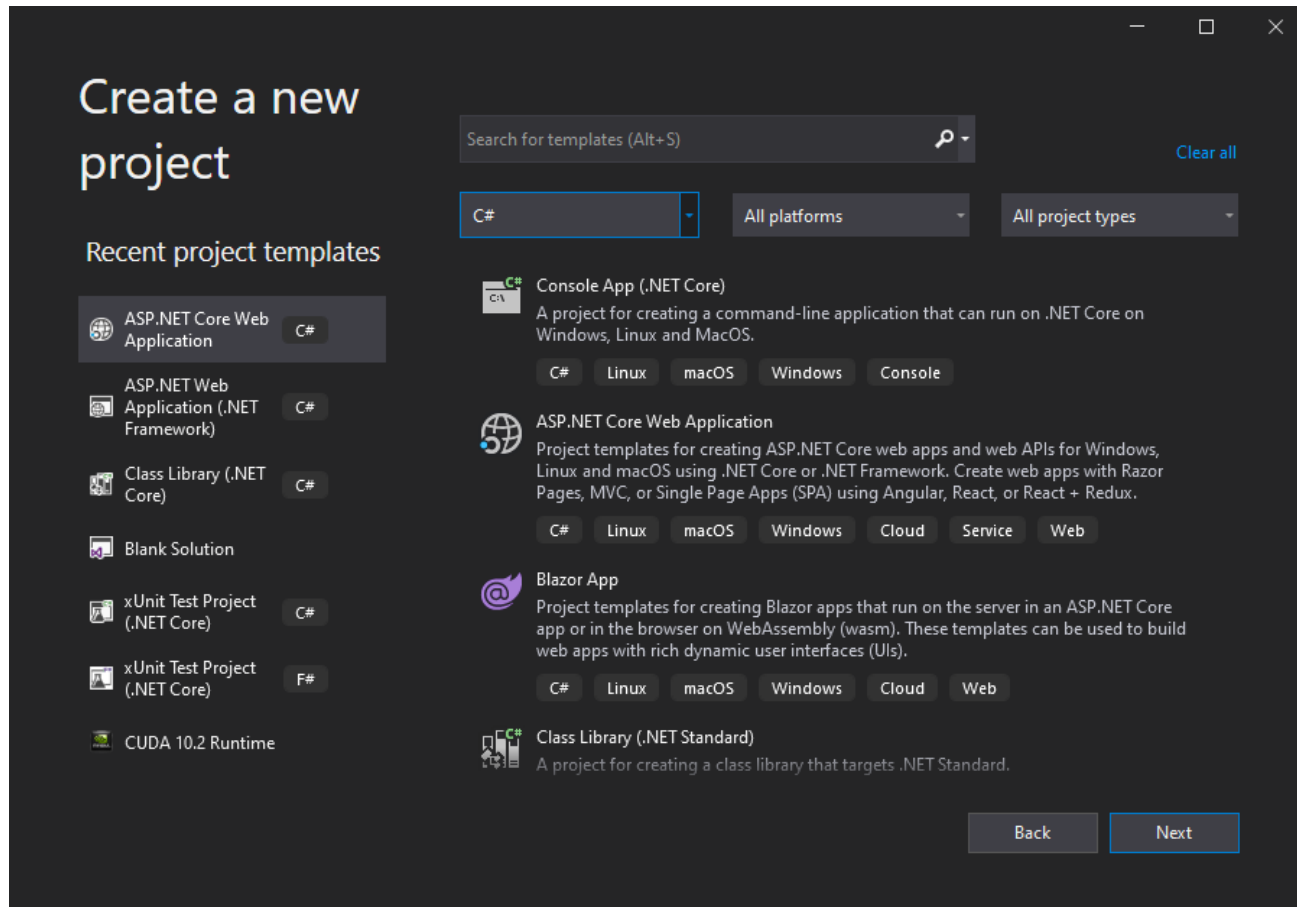 Create a new
project
Search for templates (Alt+S)
Clear all
C#
All platforms
All project types
Recent project templates
ASP.NET Core Web
Application
C#
ASP.NET Web
Application (.NET
Framework)
C#
Class Library (.NET
Core)
C#
Blank Solution
xUnit Test Project
(.NET Core)
C#
xUnit Test Project
(.NET Core)
F#
CUDA 10.2 Runtime
C#
C:\
Console App (.NET Core)
A project for creating a command-line application that can run on .NET Core on
Windows, Linux and MacOS.
C# Linux macOS Windows Console
ASP.NET Core Web Application
Project templates for creating ASP.NET Core web apps and web APIs for Windows,
Linux and macOS using .NET Core or .NET Framework. Create web apps with Razor
Pages, MVC, or Single Page Apps (SPA) using Angular, React, or React + Redux.
C# Linux macOS Windows Cloud Service Web
Blazor App
Project templates for creating Blazor apps that run on the server in an ASP.NET Core
app or in the browser on WebAssembly (wasm). These templates can be used to build
web apps with rich dynamic user interfaces (UIs).
C# Linux macOS Windows Cloud Web
C#
Class Library (.NET Standard)
A project for creating a class library that targets .NET Standard.
Back
Next